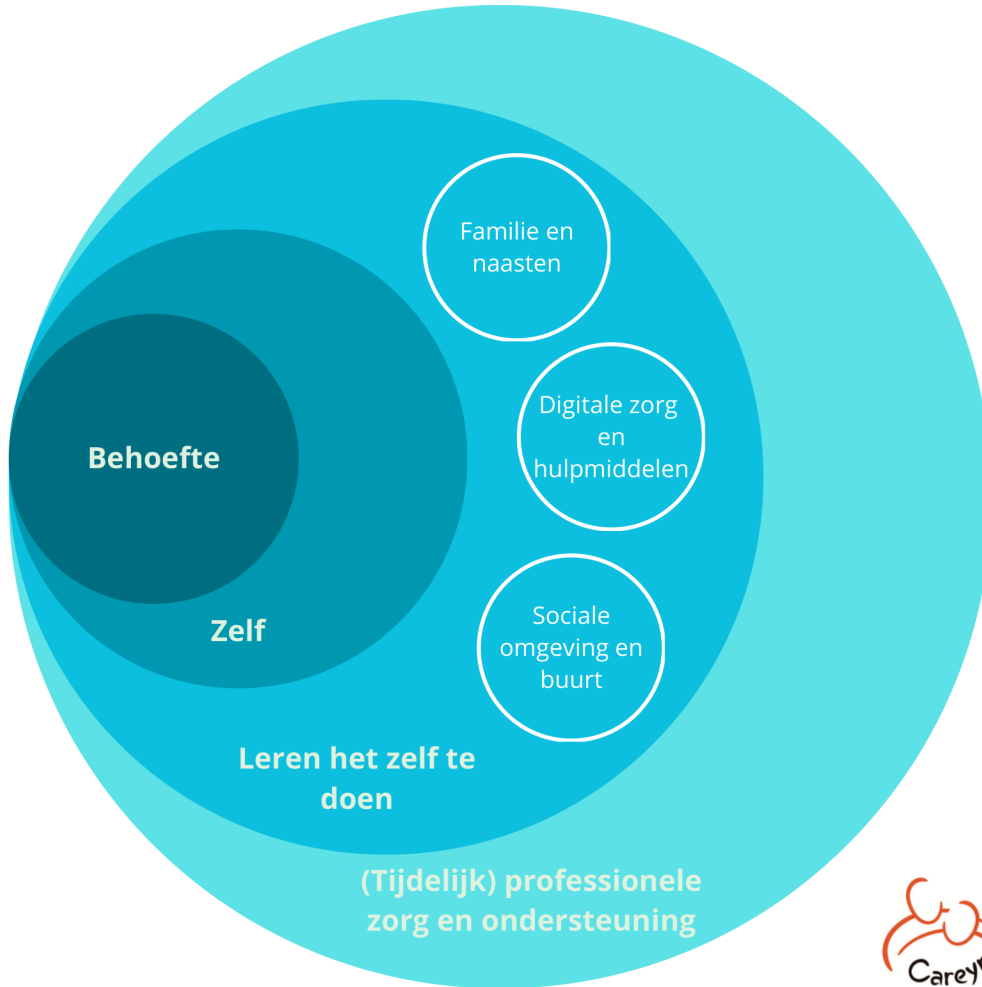 Familie en
naasten
Digitale zorg
en
hulpmiddelen
Behoefte
Sociale
omgeving en
buurt
Zelf
Leren het zelf te
doen
(Tijdelijk) professionele
zorg en ondersteuning